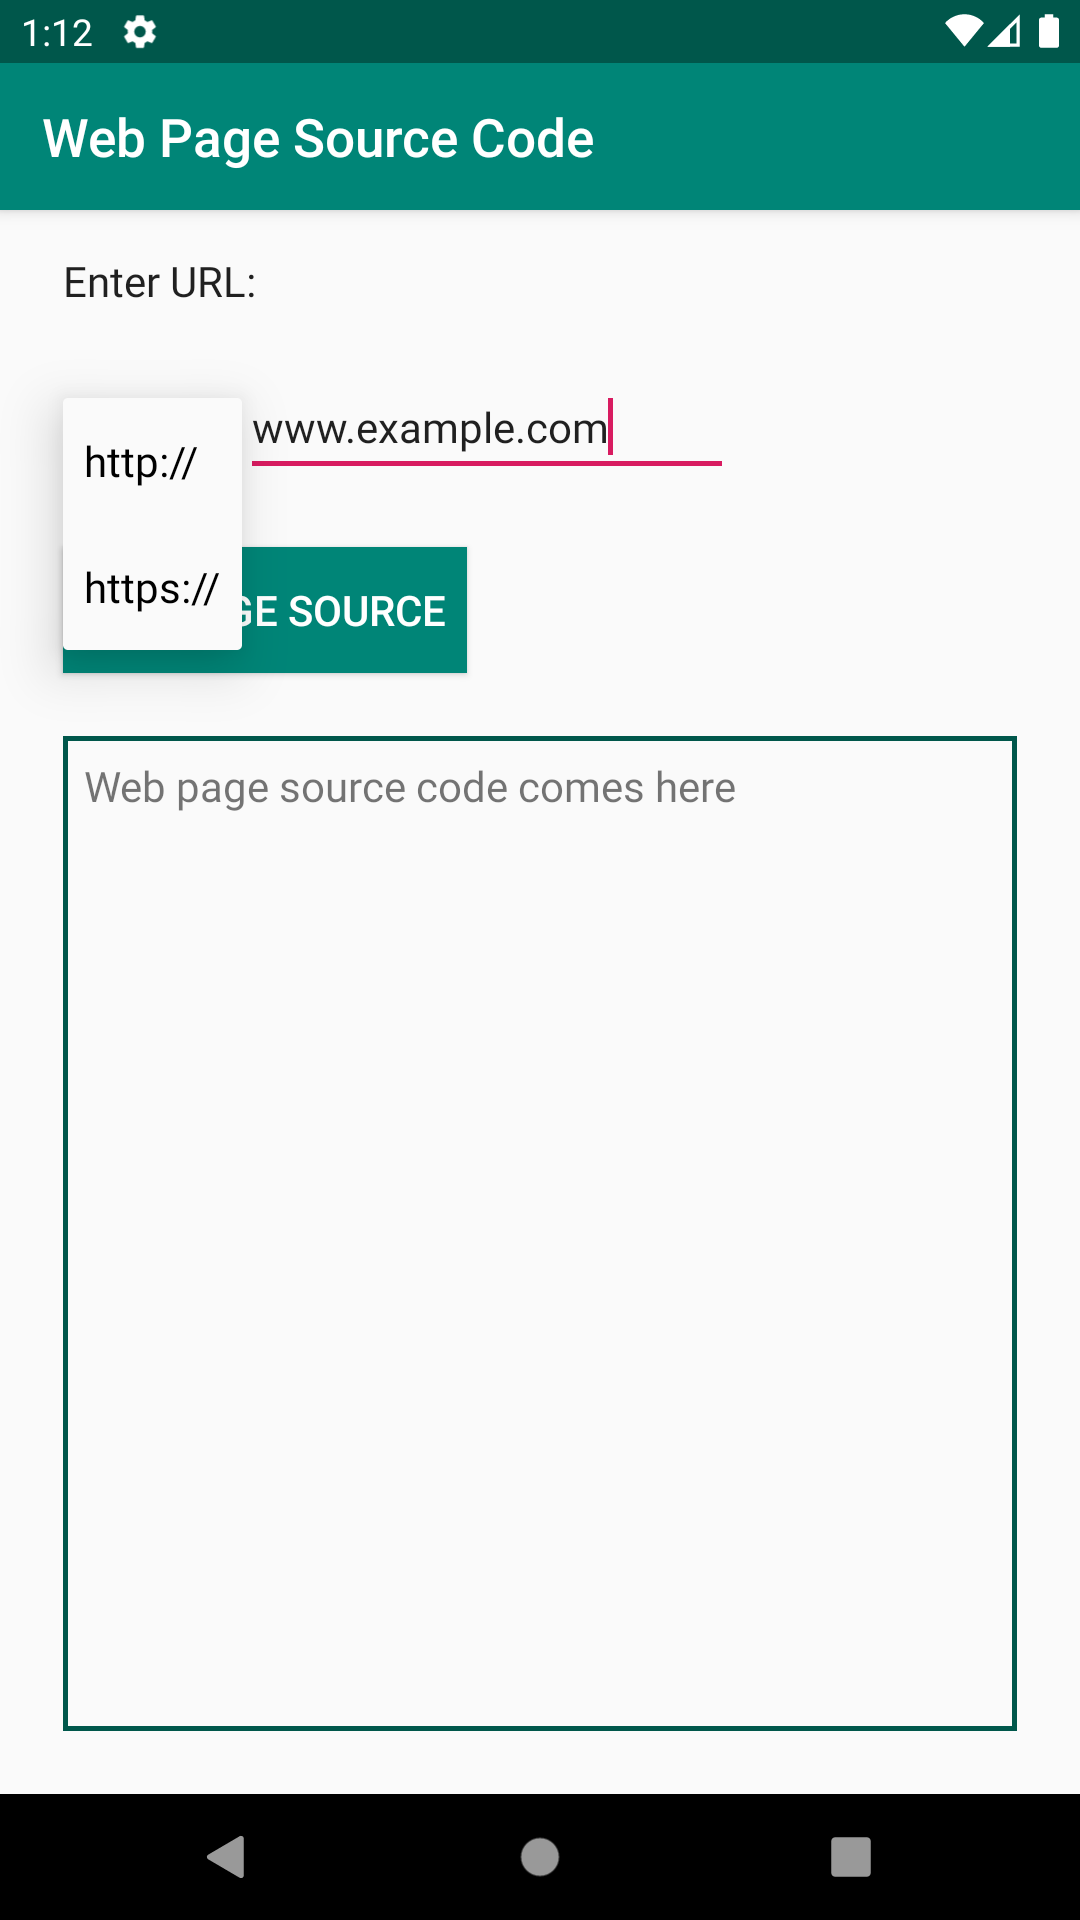 1:12
Web Page Source Code
Enter URL:
http://
www.example.com
https://
GE SOURCE
Web page source code comes here